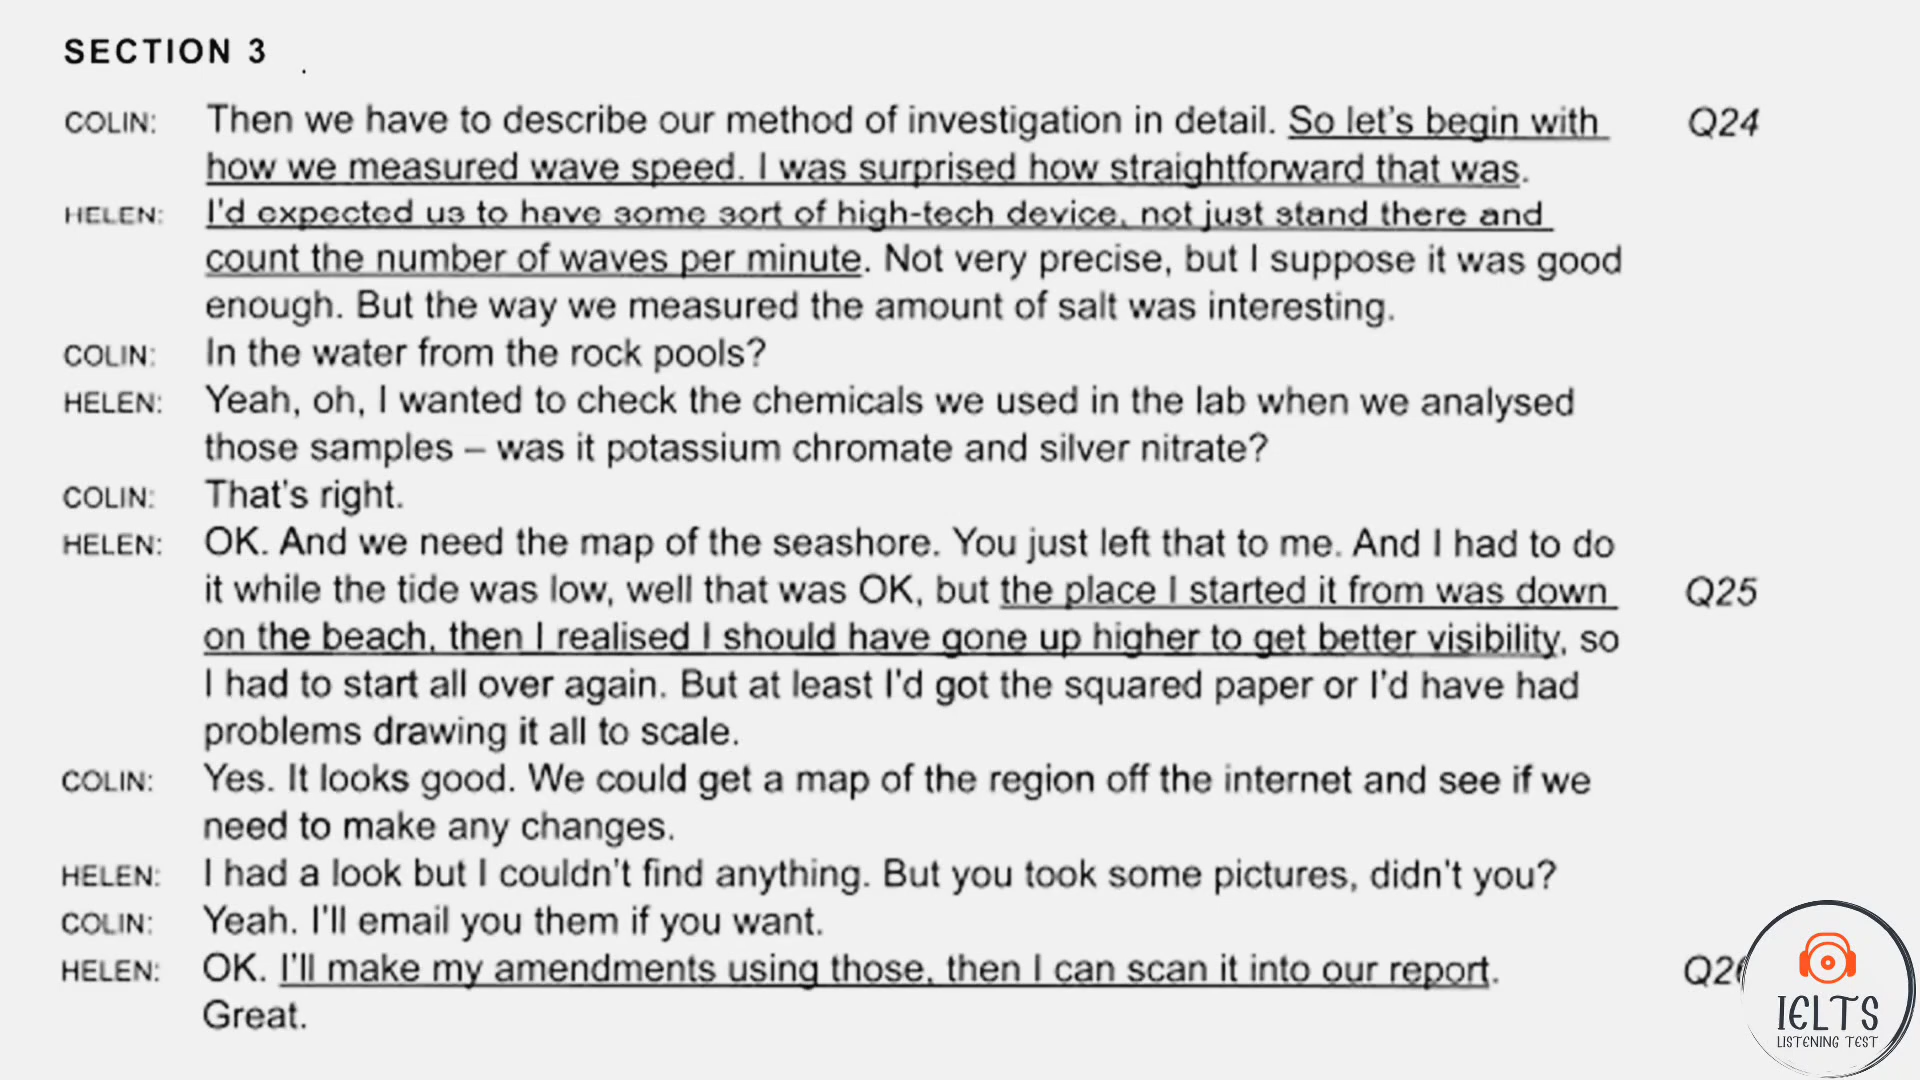 SECTION 3
COLIN: Then we have to describe our method of investigation in detail. So let's begin with Q24
how we measured wave speed. I was surprised how straightforward that was.
HELEN: I'd expected us to have some sort of high-tech device, not just stand there and
count the number of waves per minute. Not very precise, but I suppose it was good
enough. But the way we measured the amount of salt was interesting.
COLIN: In the water from the rock pools?
HELEN: Yeah, oh, I wanted to check the chemicals we used in the lab when we analysed
those samples – was it potassium chromate and silver nitrate?
COLIN: That's right.
HELEN: OK. And we need the map of the seashore. You just left that to me. And I had to do
it while the tide was low, well that was OK, but the place I started it from was down Q25
on the beach, then I realised I should have gone up higher to get better visibility, so
I had to start all over again. But at least I'd got the squared paper or I'd have had
problems drawing it all to scale.
COLIN: Yes. It looks good. We could get a map of the region off the internet and see if we
need to make any changes.
HELEN: I had a look but I couldn't find anything. But you took some pictures, didn't you?
COLIN: Yeah. I'll email you them if you want.
HELEN: OK. I'll make my amendments using those, then I can scan it into our report.
Great.
IELTS
LISTENING TEST